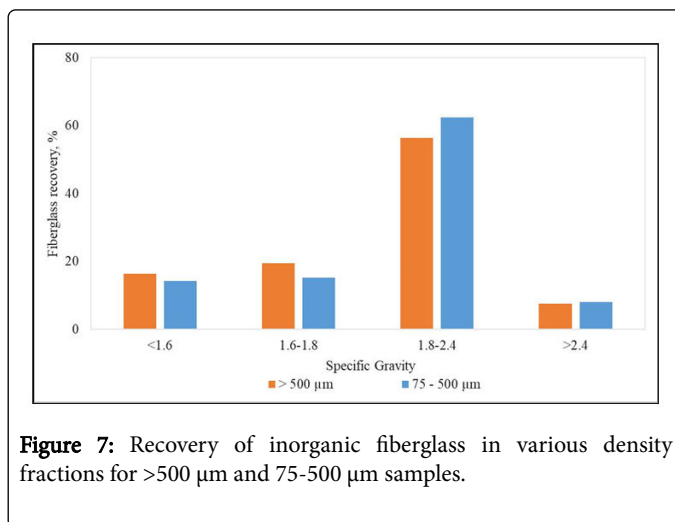 80
60
40
20
0
Fiberglass recovery, %
<1.6 1.6-1.8 1.8-2.4 >2.4
Specific Gravity
> 500 µm 75 - 500 µm
Figure 7: Recovery of inorganic fiberglass in various density
fractions for >500 µm and 75-500 µm samples.